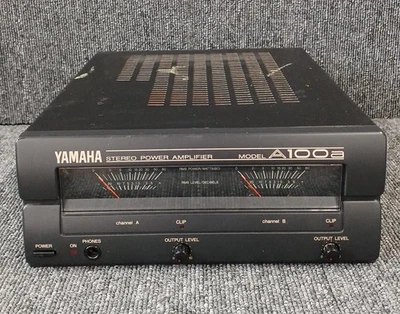 YAMAHA STEREO POWER AMPLIFIER MODEL A100a
channel A CLIP channel B CLIP
POWER ON PHONES OUTPUT LEVEL OUTPUT LEVEL